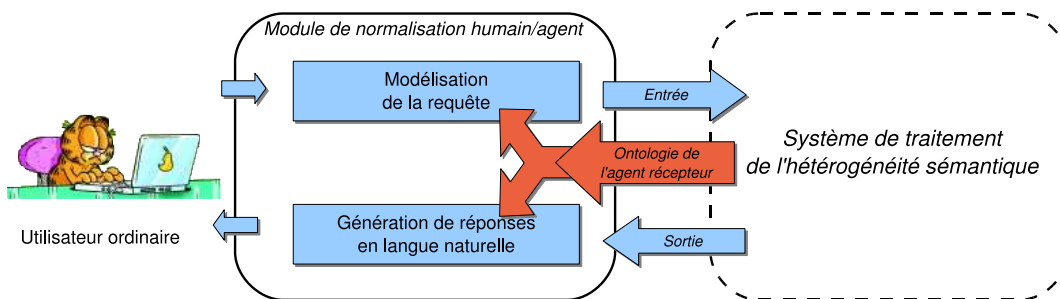 Module de normalisation humain/agent
Modélisation
de la requête
Entrée
Ontologie de
l'agent récepteur
Système de traitement
de l'hétérogénéité sémantique
Utilisateur ordinaire
Génération de réponses
en langue naturelle
Sortie